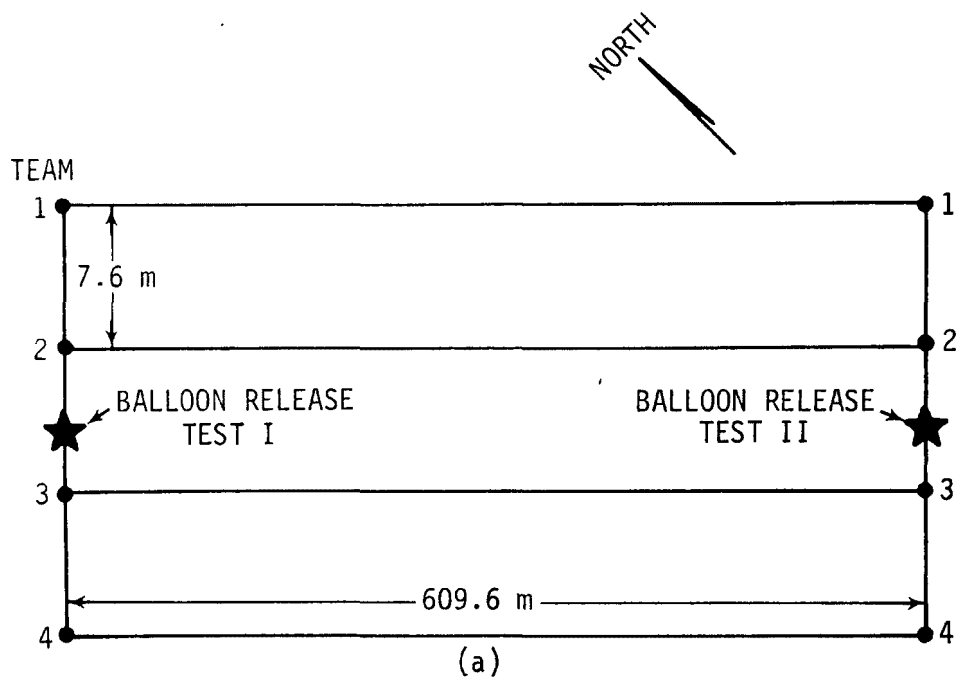 NORTH
TEAM
1
1
7.6 m
2
2
BALLOON RELEASE
TEST I
BALLOON RELEASE
TEST II
3
3
609.6 m
4
4
(a)